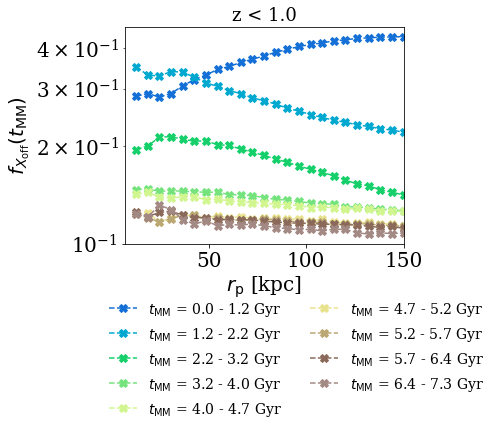 z < 1.0
4 × 10⁻¹
3 × 10⁻¹
2 × 10⁻¹
10⁻¹
f_{X_off}(t_MM)
50 100 150
r_p [kpc]
t_MM = 0.0 - 1.2 Gyr
t_MM = 1.2 - 2.2 Gyr
t_MM = 2.2 - 3.2 Gyr
t_MM = 3.2 - 4.0 Gyr
t_MM = 4.0 - 4.7 Gyr
t_MM = 4.7 - 5.2 Gyr
t_MM = 5.2 - 5.7 Gyr
t_MM = 5.7 - 6.4 Gyr
t_MM = 6.4 - 7.3 Gyr